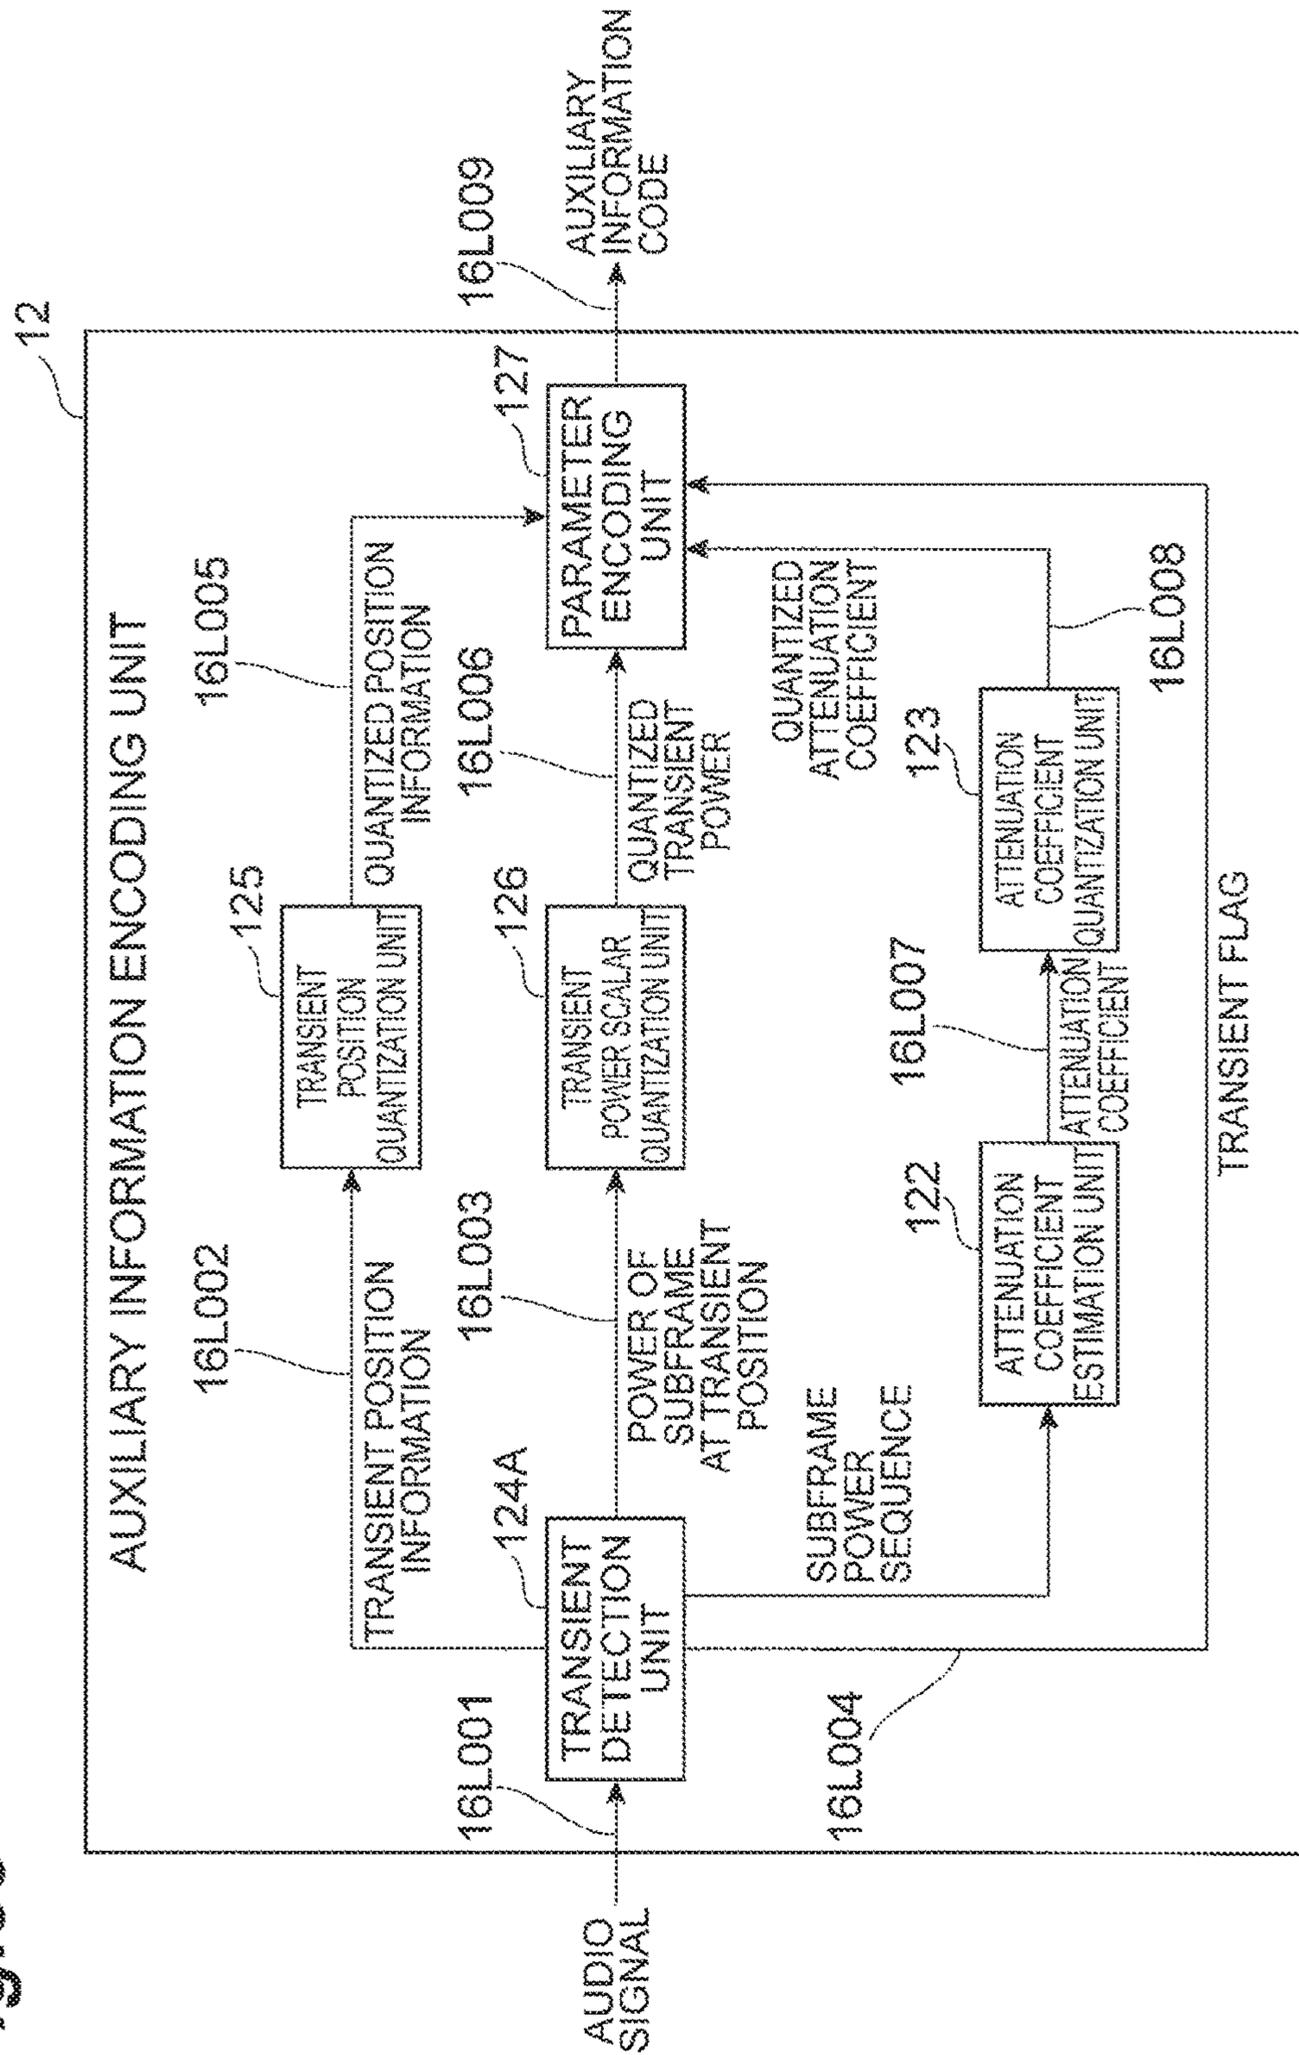 12
AUXILIARY INFORMATION ENCODING UNIT
16L002
TRANSIENT POSITION
INFORMATION
125
TRANSIENT
POSITION
QUANTIZATION UNIT
16L005
QUANTIZED POSITION
INFORMATION
AUDIO
SIGNAL
16L001
124A
TRANSIENT
DETECTION
UNIT
16L003
POWER OF
SUBFRAME
AT TRANSIENT
POSITION
126
TRANSIENT
POWER SCALAR
QUANTIZATION UNIT
16L006
QUANTIZED
TRANSIENT
POWER
127
PARAMETER
ENCODING
UNIT
16L009
AUXILIARY
INFORMATION
CODE
16L004
SUBFRAME
POWER
SEQUENCE
122
ATTENUATION
COEFFICIENT
ESTIMATION UNIT
16L007
ATTENUATION
COEFFICIENT
123
ATTENUATION
COEFFICIENT
QUANTIZATION UNIT
QUANTIZED
ATTENUATION
COEFFICIENT
16L008
TRANSIENT FLAG